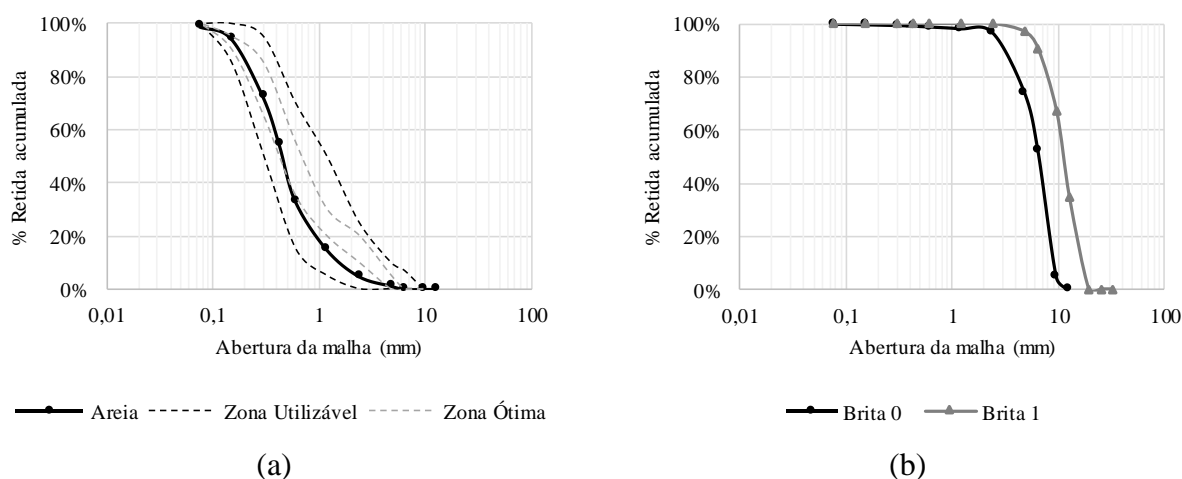 100%
80%
60%
40%
20%
0%
% Retida acumulada
0,01 0,1 1 10 100
Abertura da malha (mm)
Areia Zona Utilizável Zona Ótima
(a)
100%
80%
60%
40%
20%
0%
% Retida acumulada
0,01 0,1 1 10 100
Abertura da malha (mm)
Brita 0 Brita 1
(b)